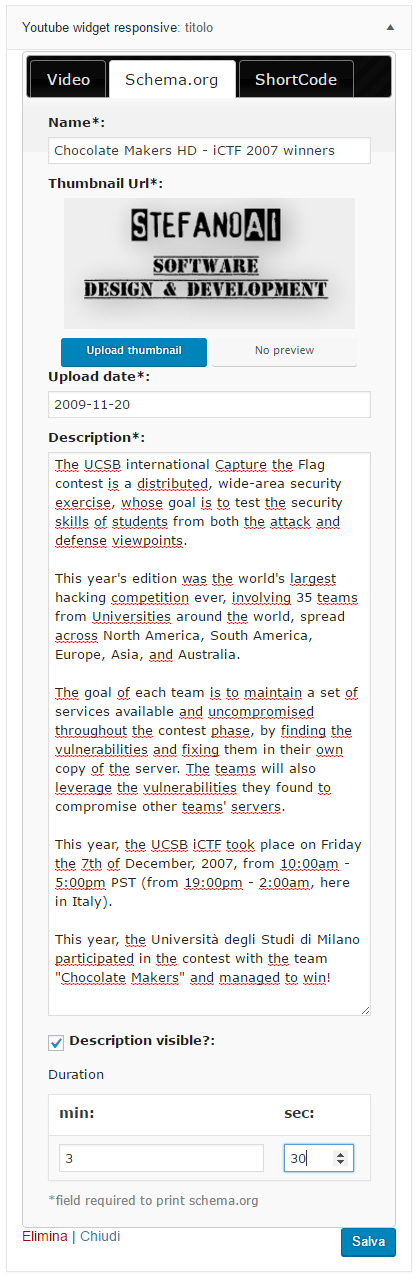 Youtube widget responsive: titolo
Video Schema.org ShortCode
Name*:
Chocolate Makers HD - iCTF 2007 winners
Thumbnail Url*:
STEFANOAI
SOFTWARE
DESIGN & DEVELOPMENT
Upload thumbnail No preview
Upload date*:
2009-11-20
Description*:
The UCSB international Capture the Flag
contest is a distributed, wide-area security
exercise, whose goal is to test the security
skills of students from both the attack and
defense viewpoints.
This year's edition was the world's largest
hacking competition ever, involving 35 teams
from Universities around the world, spread
across North America, South America,
Europe, Asia, and Australia.
The goal of each team is to maintain a set of
services available and uncompromised
throughout the contest phase, by finding the
vulnerabilities and fixing them in their own
copy of the server. The teams will also
leverage the vulnerabilities they found to
compromise other teams' servers.
This year, the UCSB iCTF took place on Friday
the 7th of December, 2007, from 10:00am -
5:00pm PST (from 19:00pm - 2:00am, here
in Italy).
This year, the Università degli Studi di Milano
participated in the contest with the team
"Chocolate Makers" and managed to win!
Description visible?:
Duration
min: sec:
3 30
*field required to print schema.org
Elimina | Chiudi Salva